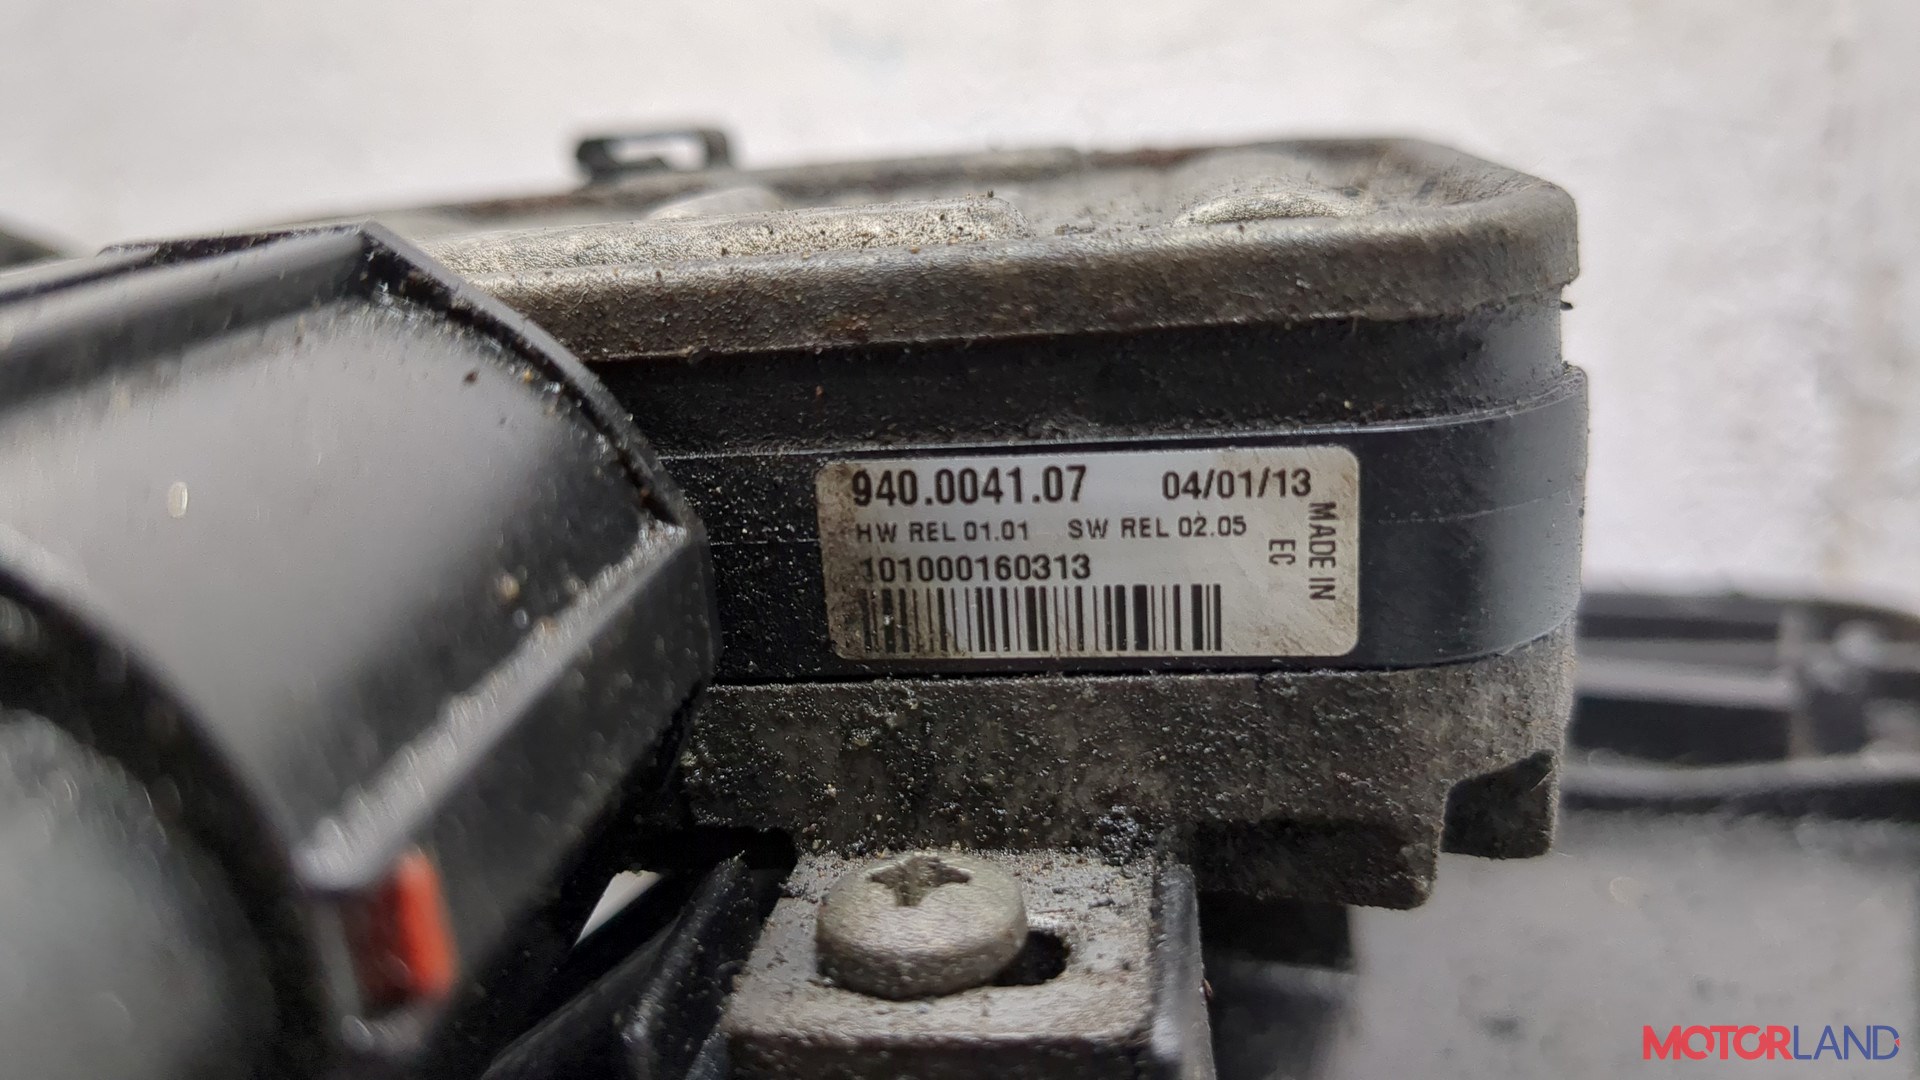 940.0041.07 04/01/13
HW REL 01.01 SW REL 02.05
101000160313
MADE IN
EC
MOTORLAND